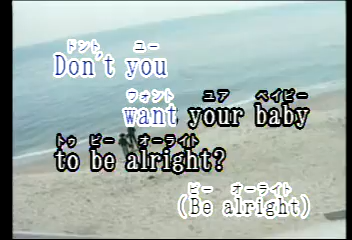 ドント ユー
Don't you
ウォント ユア ベイビー
want your baby
トゥ ビー オーライト
to be alright?
ビー オーライト
(Be alright)